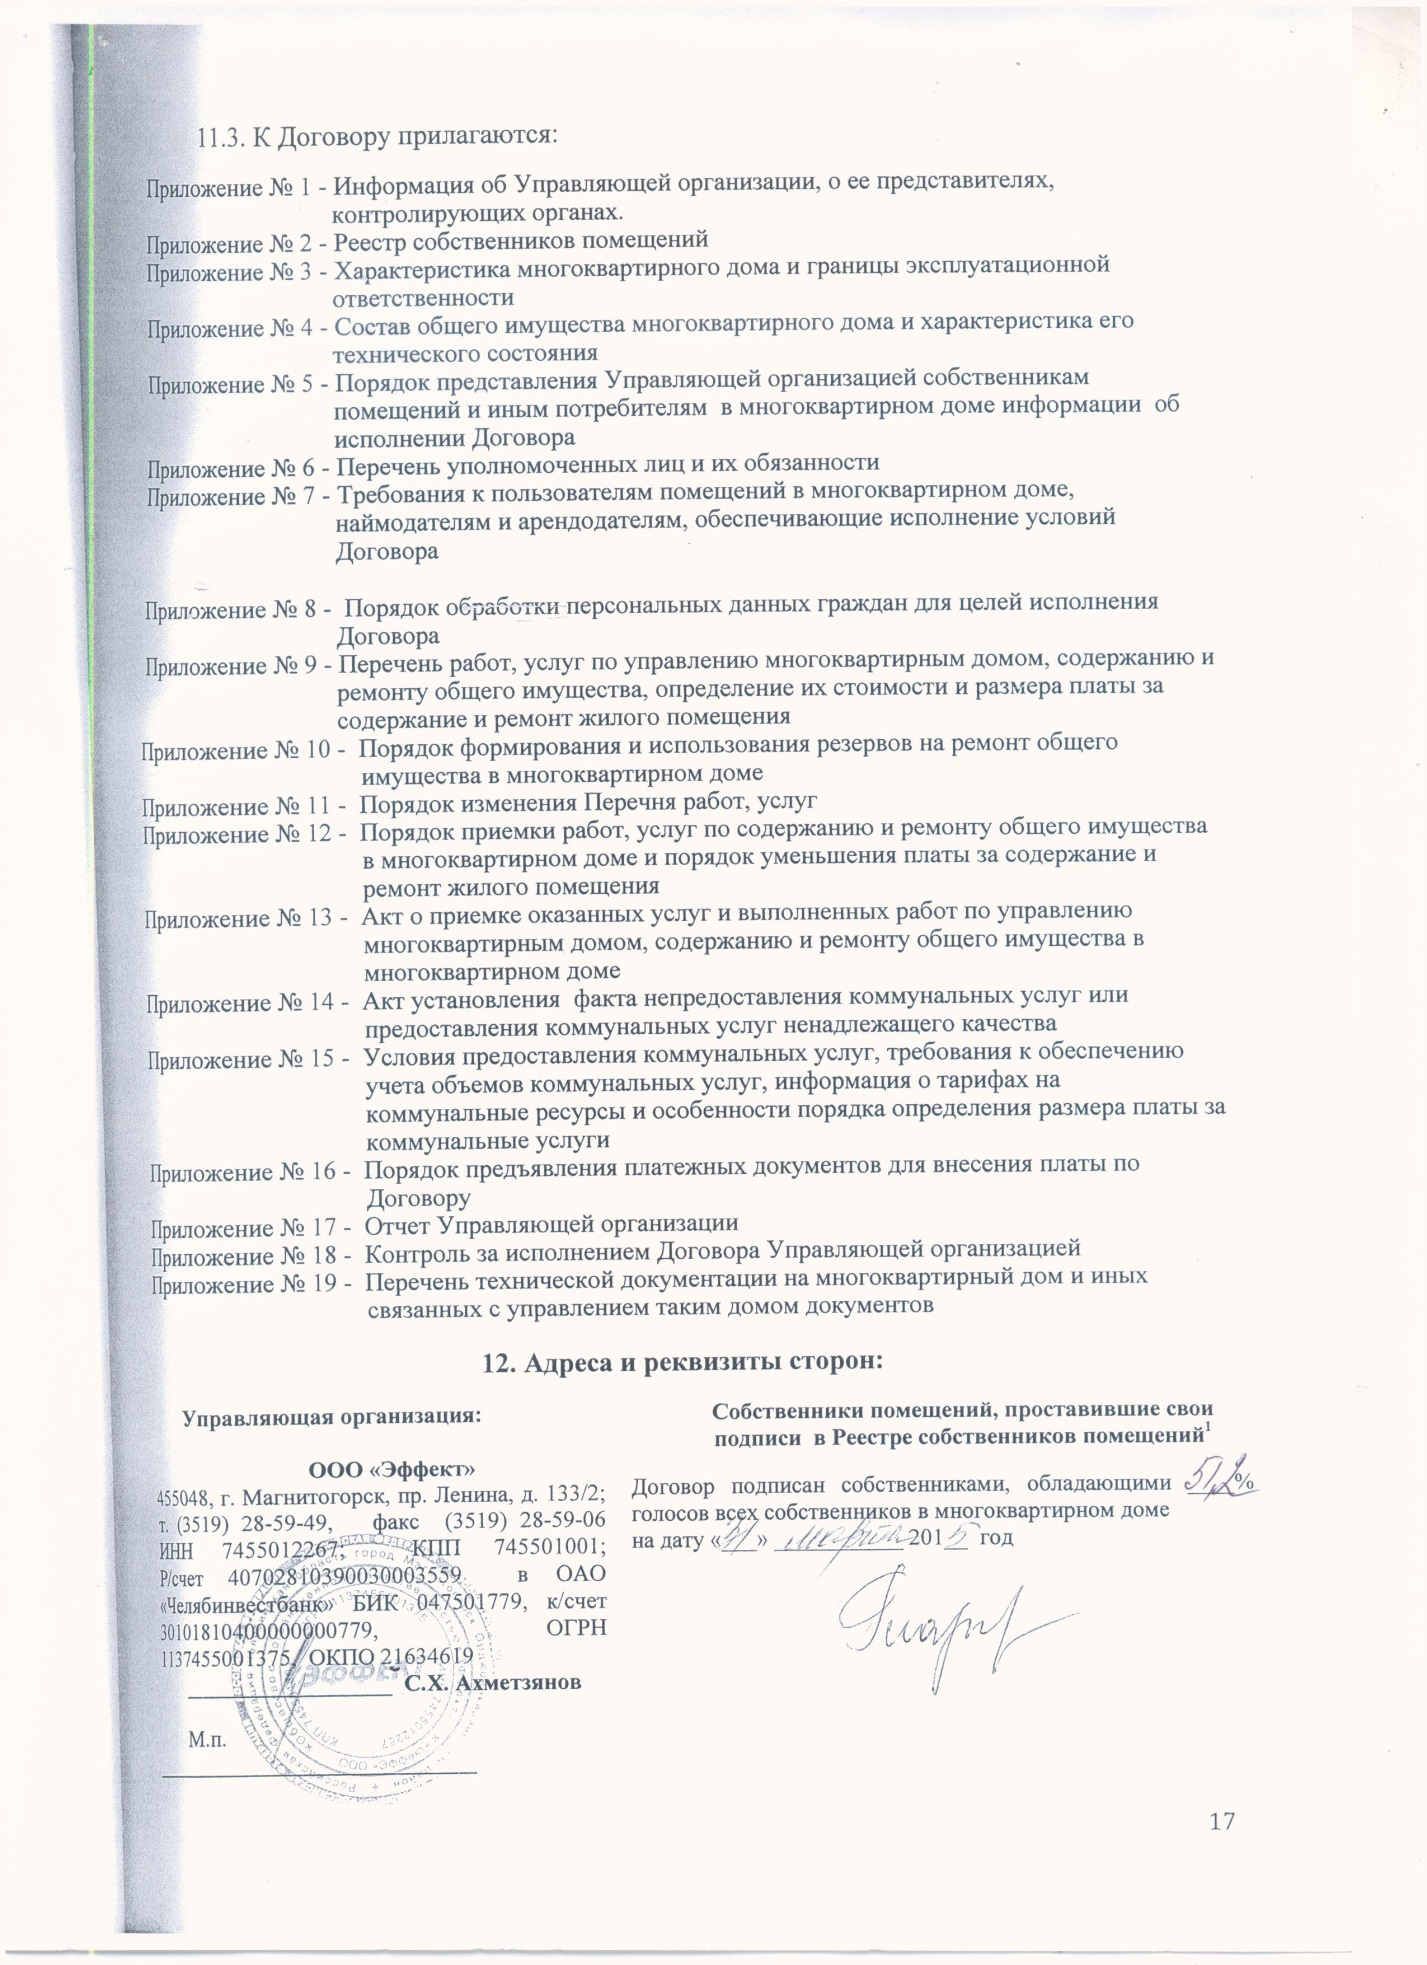 11.3. К Договору прилагаются:
Приложение № 1 - Информация об Управляющей организации, о ее представителях,
контролирующих органах.
Приложение № 2 - Реестр собственников помещений
Приложение № 3 - Характеристика многоквартирного дома и границы эксплуатационной
ответственности
Приложение № 4 - Состав общего имущества многоквартирного дома и характеристика его
технического состояния
Приложение № 5 - Порядок представления Управляющей организацией собственникам
помещений и иным потребителям в многоквартирном доме информации об
исполнении Договора
Приложение № 6 - Перечень уполномоченных лиц и их обязанности
Приложение № 7 - Требования к пользователям помещений в многоквартирном доме,
наймодателям и арендодателям, обеспечивающие исполнение условий
Договора
Приложение № 8 - Порядок обработки персональных данных граждан для целей исполнения
Договора
Приложение № 9 - Перечень работ, услуг по управлению многоквартирным домом, содержанию и
ремонту общего имущества, определение их стоимости и размера платы за
содержание и ремонт жилого помещения
Приложение № 10 - Порядок формирования и использования резервов на ремонт общего
имущества в многоквартирном доме
Приложение № 11 - Порядок изменения Перечня работ, услуг
Приложение № 12 - Порядок приемки работ, услуг по содержанию и ремонту общего имущества
в многоквартирном доме и порядок уменьшения платы за содержание и
ремонт жилого помещения
Приложение № 13 - Акт о приемке оказанных услуг и выполненных работ по управлению
многоквартирным домом, содержанию и ремонту общего имущества в
многоквартирном доме
Приложение № 14 - Акт установления факта непредоставления коммунальных услуг или
предоставления коммунальных услуг ненадлежащего качества
Приложение № 15 - Условия предоставления коммунальных услуг, требования к обеспечению
учета объемов коммунальных услуг, информация о тарифах на
коммунальные ресурсы и особенности порядка определения размера платы за
коммунальные услуги
Приложение № 16 - Порядок предъявления платежных документов для внесения платы по
Договору
Приложение № 17 - Отчет Управляющей организации
Приложение № 18 - Контроль за исполнением Договора Управляющей организацией
Приложение № 19 - Перечень технической документации на многоквартирный дом и иных
связанных с управлением таким домом документов
12. Адреса и реквизиты сторон:
Управляющая организация:
ООО «Эффект»
455048, г. Магнитогорск, пр. Ленина, д. 133/2;
т. (3519) 28-59-49, факс (3519) 28-59-06
ИНН 7455012267; КПП 745501001;
Р/счет 40702810390030003559 в ОАО
«Челябинвестбанк» БИК 047501779, к/счет
30101810400000000779, ОГРН
1137455001375, ОКПО 21634619
С.Х. Ахметзянов
М.п.
Собственники помещений, проставившие свои
подписи в Реестре собственников помещений1
Договор подписан собственниками, обладающими 51,2%
голосов всех собственников в многоквартирном доме
на дату «31» марта 2015 год
ЭФФЕКТ
17